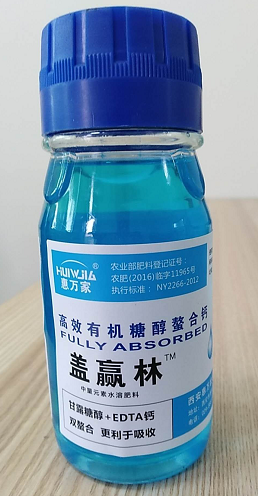 HUIWJIA®
惠万家
农业部肥料登记证号:
农肥(2016)临字11965号
执行标准: NY2266-2012
高效有机糖醇螯合钙
FULLY ABSORBED
盖赢林™
中量元素水溶肥料
甘露糖醇+EDTA钙
双螯合 更利于吸收
西安